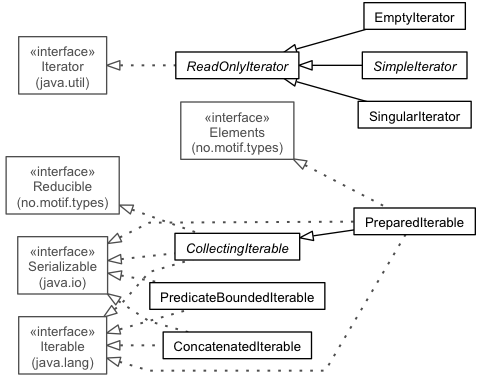 EmptyIterator
«interface»
Iterator
(java.util)
ReadOnlyIterator
SimpleIterator
SingularIterator
«interface»
Elements
(no.motif.types)
«interface»
Reducible
(no.motif.types)
PreparedIterable
CollectingIterable
«interface»
Serializable
(java.io)
PredicateBoundedIterable
«interface»
Iterable
(java.lang)
ConcatenatedIterable